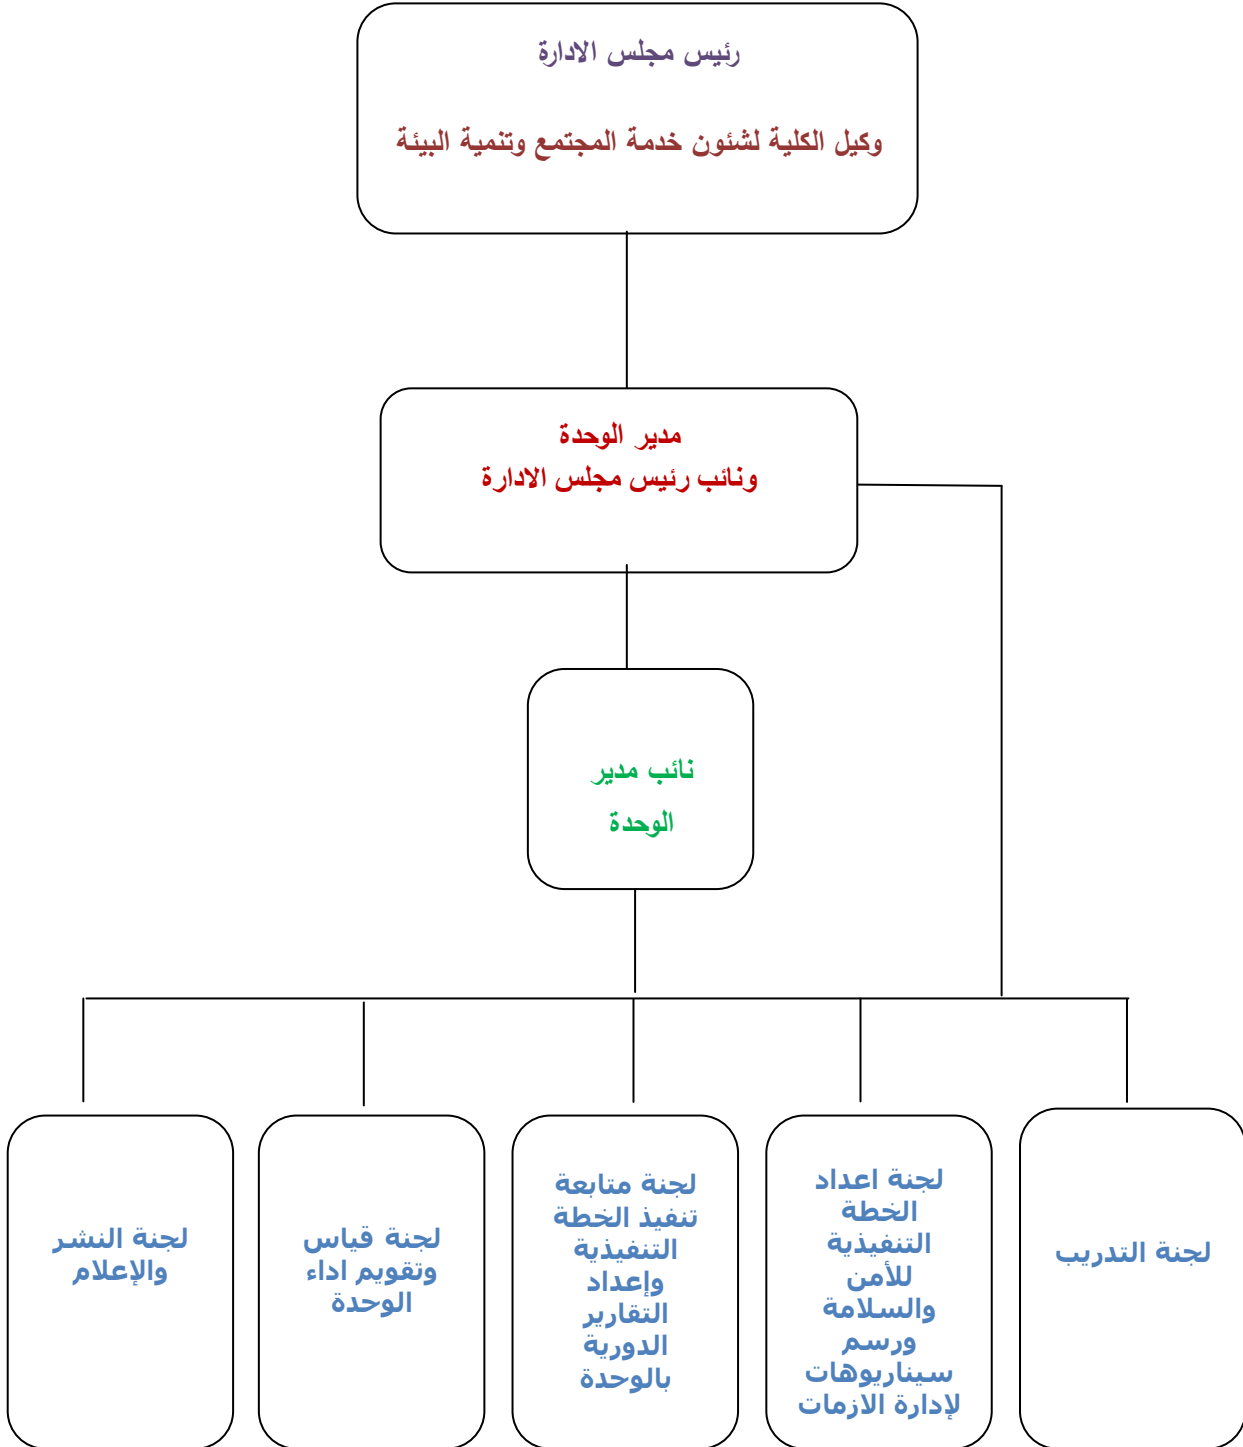 رئيس مجلس الادارة
وكيل الكلية لشئون خدمة المجتمع وتنمية البيئة
مدير الوحدة
ونائب رئيس مجلس الادارة
نائب مدير
الوحدة
لجنة التدريب
لجنة اعداد
الخطة
التنفيذية
للأمن
والسلامة
ورسم
سيناريوهات
لإدارة الازمات
لجنة متابعة
تنفيذ الخطة
التنفيذية
وإعداد
التقارير
الدورية
بالوحدة
لجنة قياس
وتقويم اداء
الوحدة
لجنة النشر
والإعلام